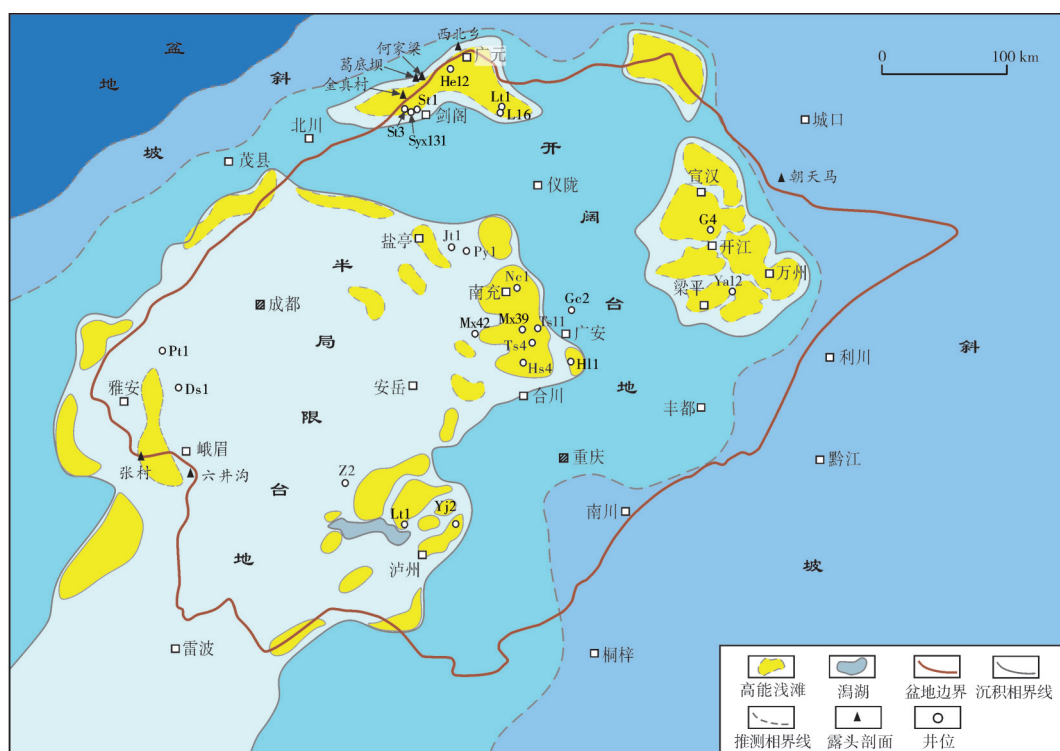 盆地
斜坡
西北乡
何家梁
广元
葛底坝
He12
金真村
St1
Lt1
L16
剑阁
St3
Syx131
北川
茂县
0 100 km
城口
朝天马
开阔台地
仪陇
宣汉
G4
开江
万州
Ya12
梁平
盐亭
Jt1
Py1
半局限台地
Nc1
南充
成都
Gc2
Mx42
Mx39
Ts11
广安
Ts4
Hs4
Hl1
利川
斜坡
Pt1
Ds1
雅安
安岳
合川
丰都
峨眉
张村
六井沟
Z2
重庆
黔江
Lt1
Yj2
南川
泸州
雷波
桐梓
高能浅滩
潟湖
盆地边界
沉积相界线
推测相界线
露头剖面
井位